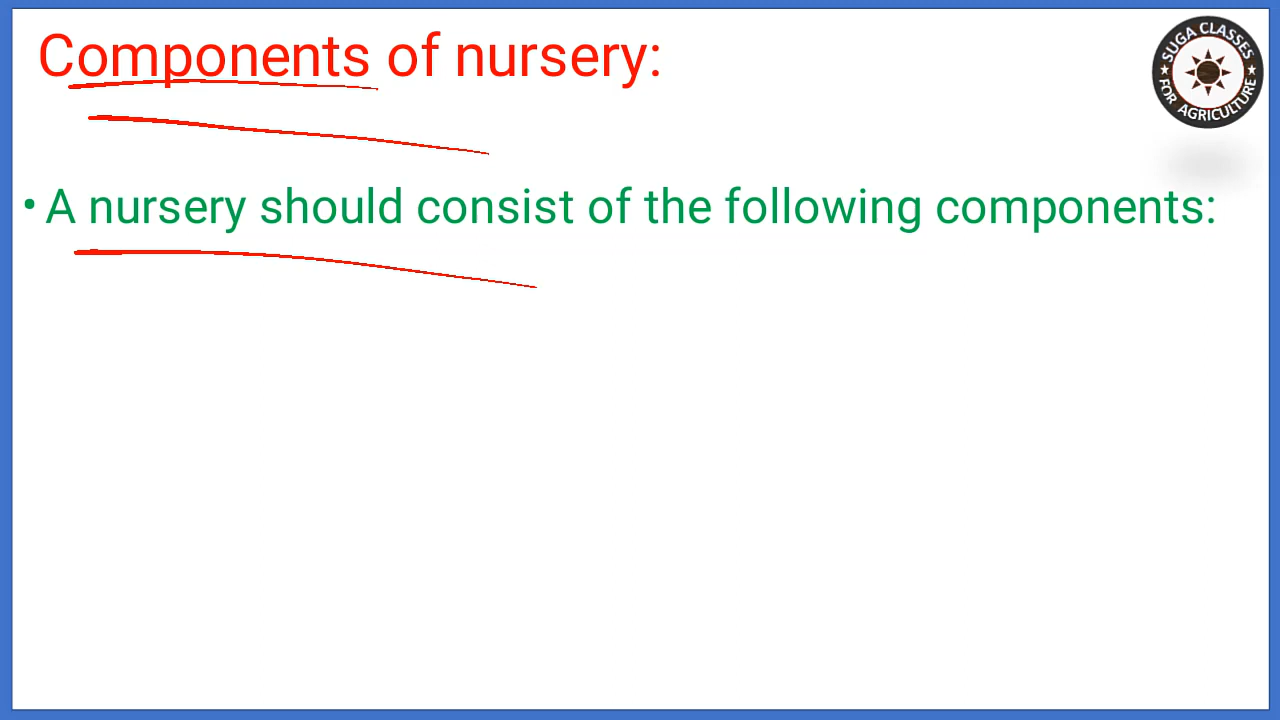 Components of nursery:
SUGA CLASSES
FOR AGRICULTURE
• A nursery should consist of the following components: